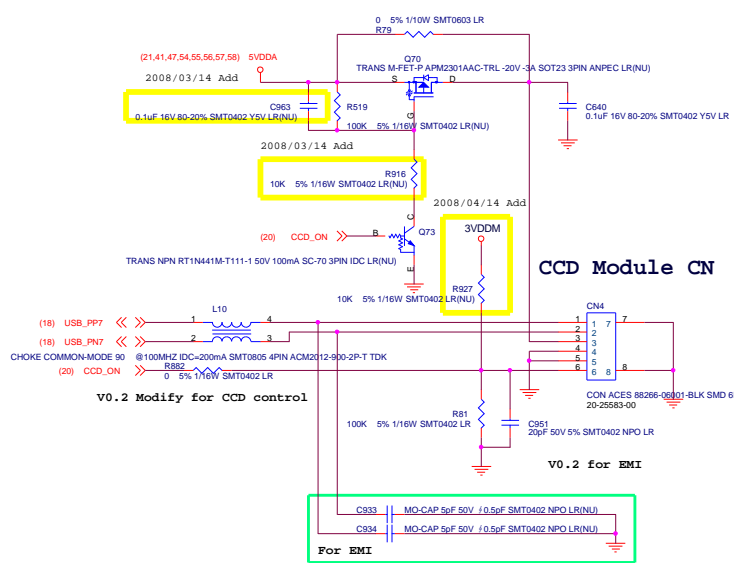 0   5% 1/10W SMT0603 LR
R79
(21,41,47,54,55,56,57,58)   5VDDA
Q70
TRANS M-FET-P APM2301AAC-TRL -20V -3A SOT23 3PIN ANPEC LR(NU)
2008/03/14 Add
S
D
G
C963
0.1uF 16V 80-20% SMT0402 Y5V LR(NU)
R519
100K   5% 1/16W SMT0402 LR(NU)
C640
0.1uF 16V 80-20% SMT0402 Y5V LR(NU)
2008/03/14 Add
R916
10K   5% 1/16W SMT0402 LR(NU)
2008/04/14 Add
C
(20)   CCD_ON
B
Q73
3VDDM
E
TRANS NPN RT1N441M-T111-1 50V 100mA SC-70 3PIN IDC LR(NU)
CCD Module CN
R927
10K   5% 1/16W SMT0402 LR(NU)
L10
CN4
(18)   USB_PP7
1
4
1
1
7
7
2
2
(18)   USB_PN7
2
3
3
3
4
4
5
5
CHOKE COMMON-MODE 90   @100MHZ IDC=200mA SMT0805 4PIN ACM2012-900-2P-T TDK
R882
(20)   CCD_ON
6
6
8
8
0   5% 1/16W SMT0402 LR
V0.2 Modify for CCD control
CON ACES 88266-06001-BLK SMD 6
20-25583-00
R81
100K   5% 1/16W SMT0402 LR
C951
20pF 50V 5% SMT0402 NPO LR
V0.2 for EMI
C933
MO-CAP 5pF 50V ∮0.5pF SMT0402 NPO LR(NU)
C934
MO-CAP 5pF 50V ∮0.5pF SMT0402 NPO LR(NU)
For EMI